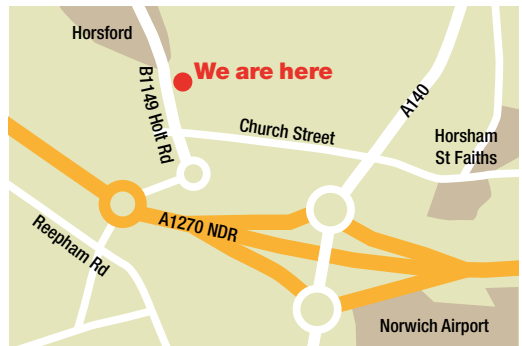 Horsford
We are here
B1149 Holt Rd
A140
Church Street
Horsham
St Faiths
A1270 NDR
Reepham Rd
Norwich Airport